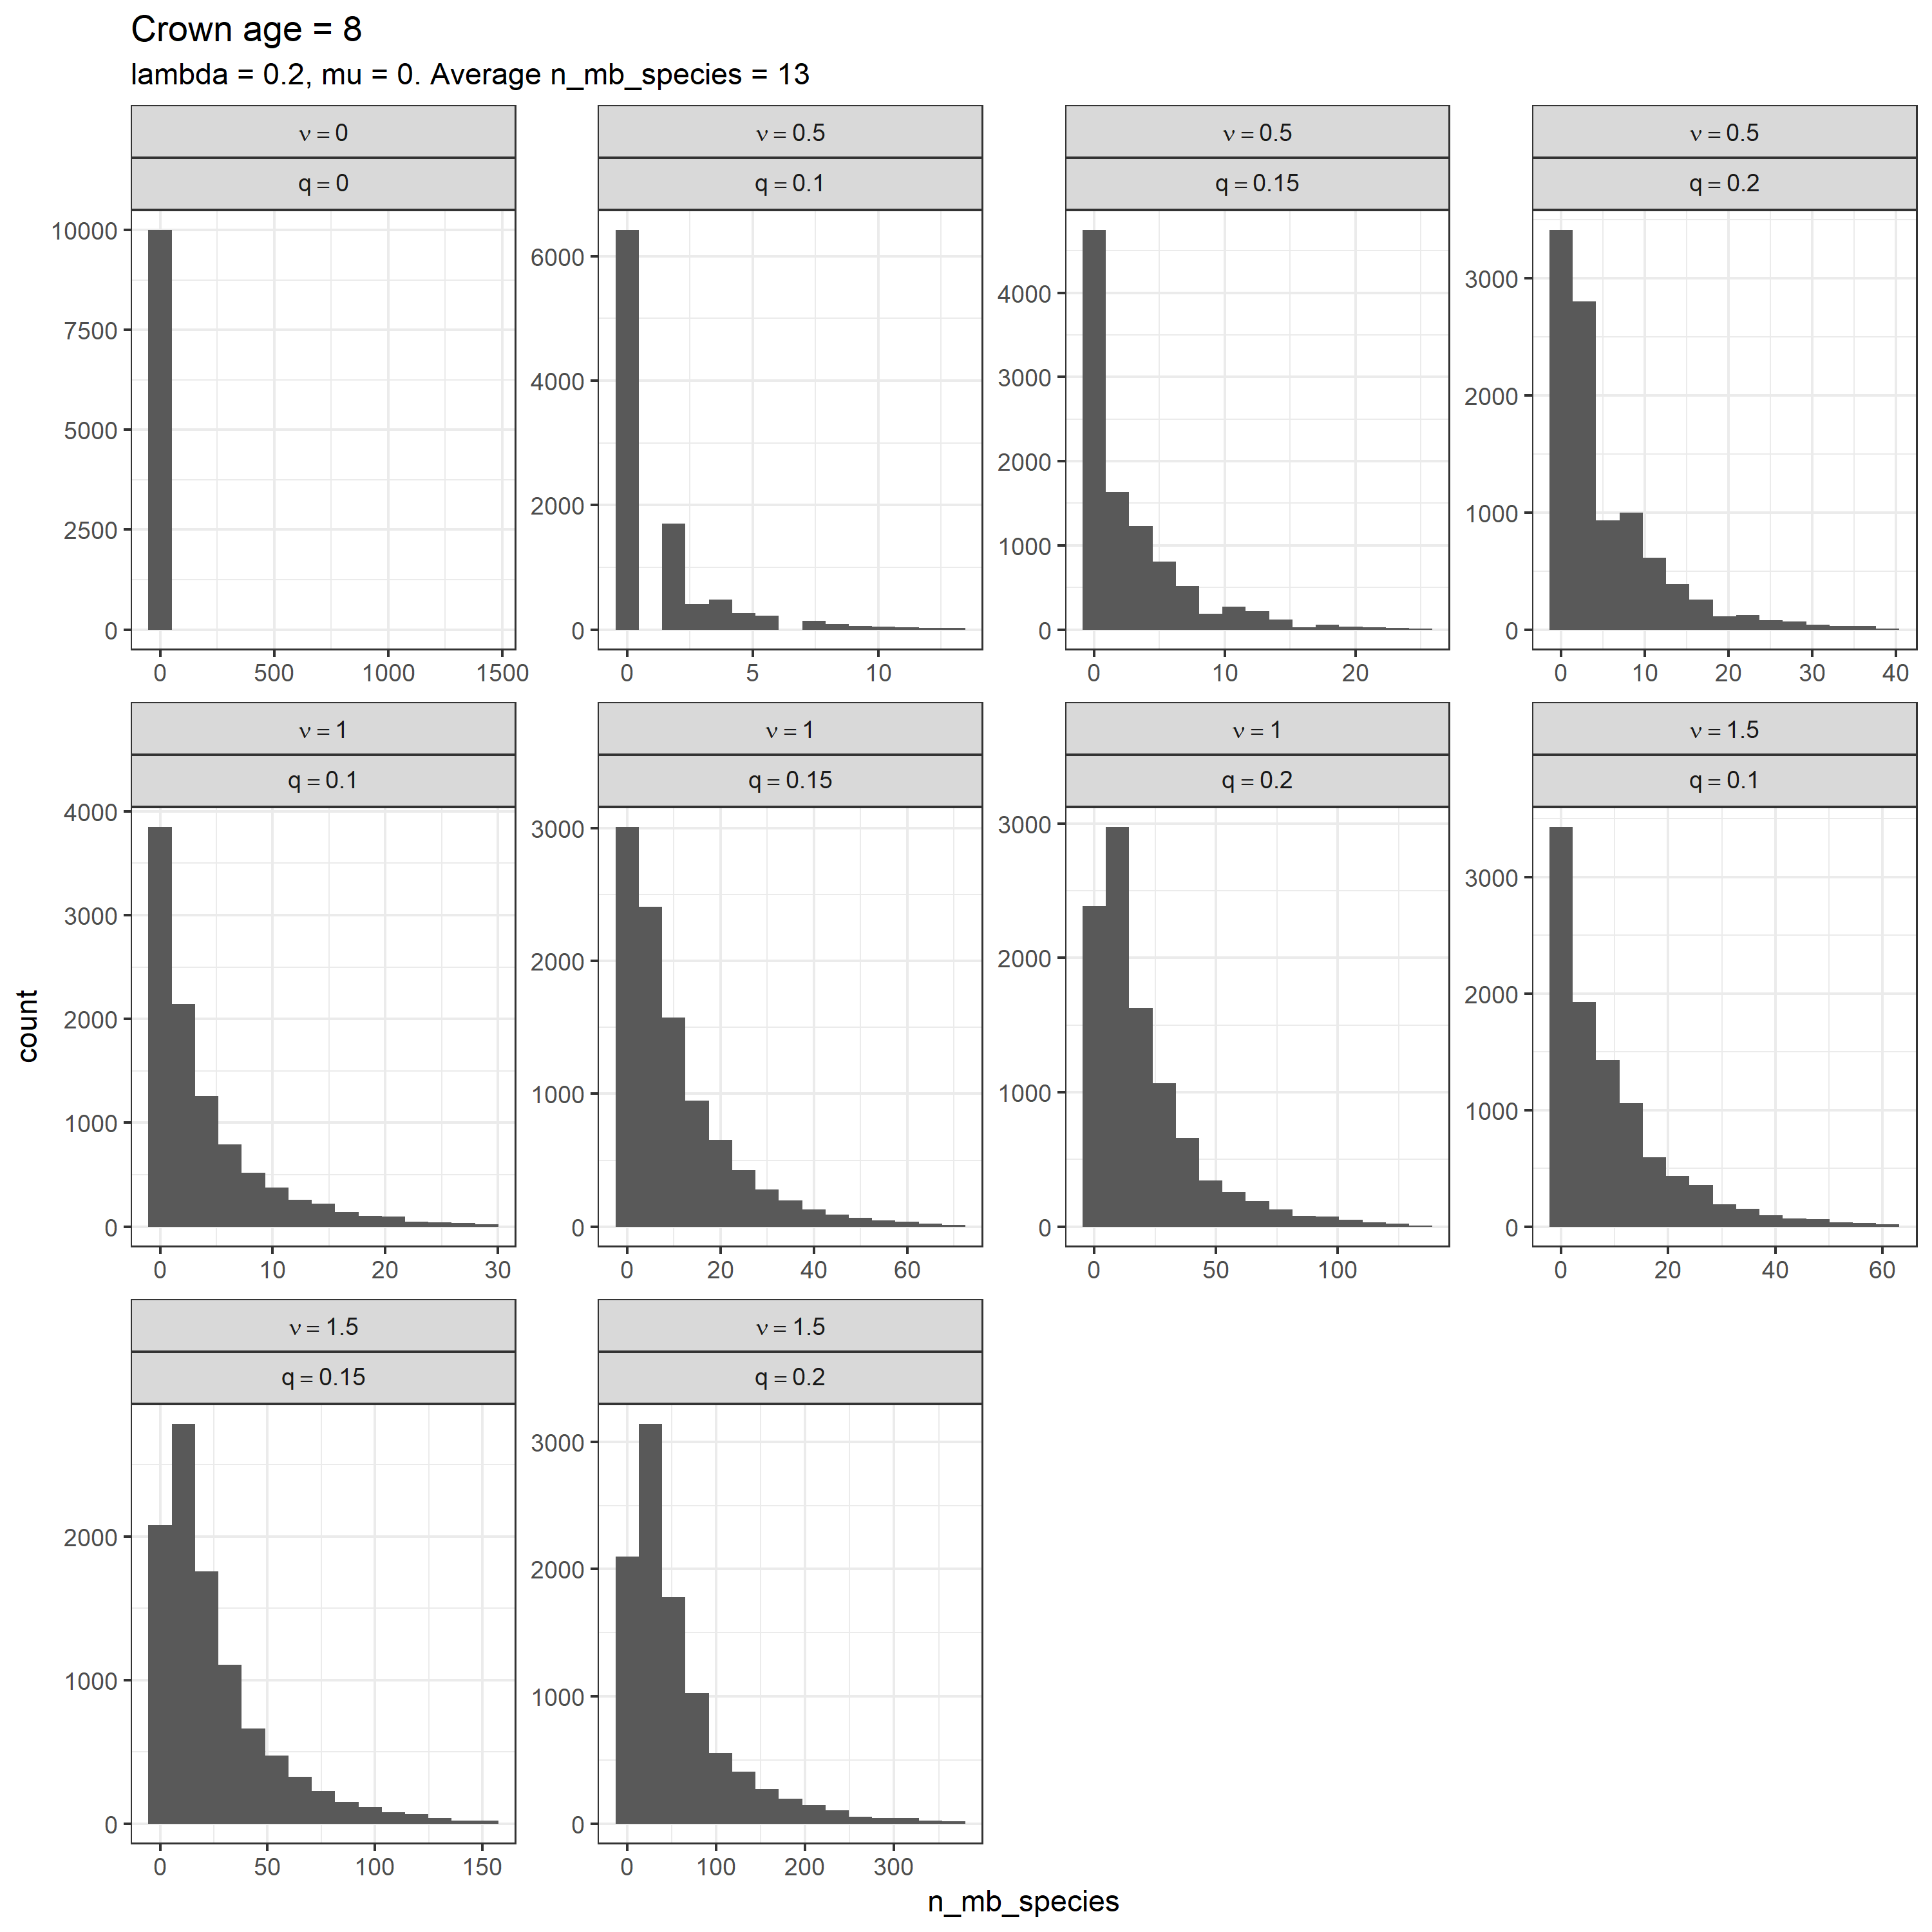 Crown age = 8
lambda = 0.2, mu = 0. Average n_mb_species = 13
ν = 0
ν = 0.5
ν = 0.5
ν = 0.5
q = 0
q = 0.1
q = 0.15
q = 0.2
10000
7500
5000
2500
0
6000
4000
2000
0
4000
3000
2000
1000
0
3000
2000
1000
0
0 500 1000 1500
0 5 10
0 10 20
0 10 20 30 40
ν = 1
ν = 1
ν = 1
ν = 1.5
q = 0.1
q = 0.15
q = 0.2
q = 0.1
4000
3000
2000
1000
0
3000
2000
1000
0
3000
2000
1000
0
3000
2000
1000
0
0 10 20 30
0 20 40 60
0 50 100
0 20 40 60
count
ν = 1.5
ν = 1.5
q = 0.15
q = 0.2
2000
1000
0
3000
2000
1000
0
0 50 100 150
0 100 200 300
n_mb_species